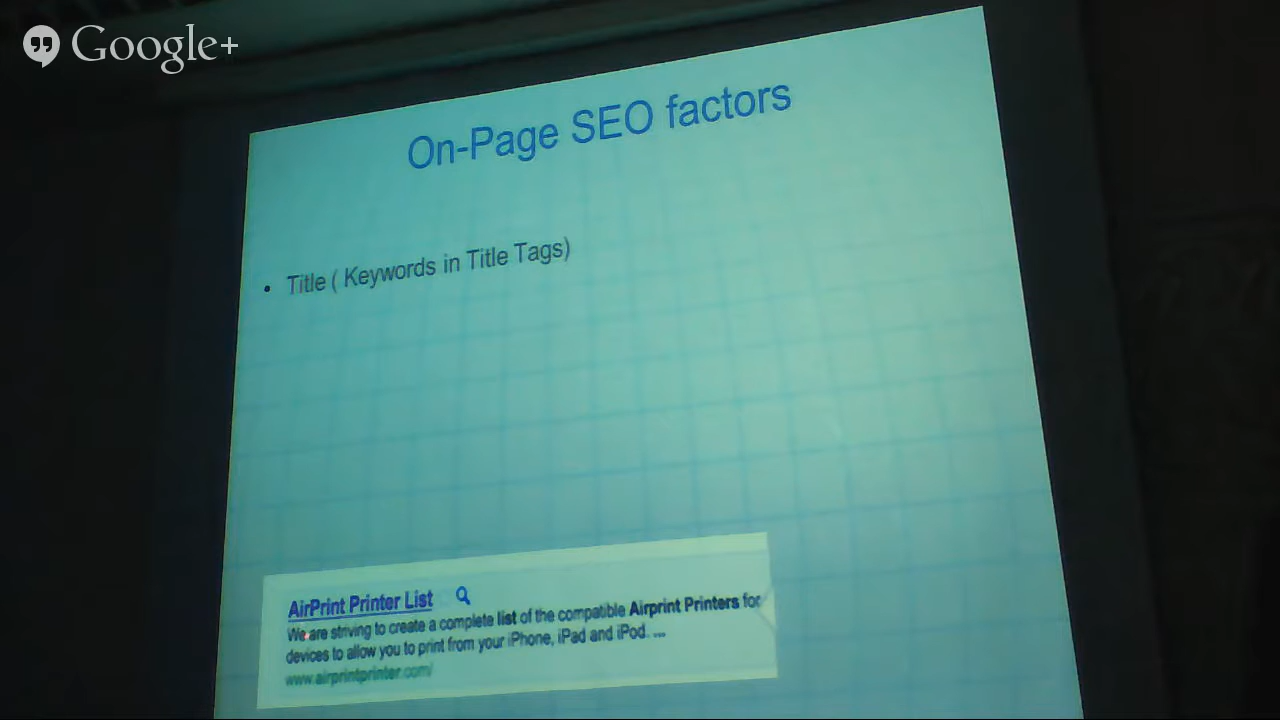 Google+
On-Page SEO factors
• Title ( Keywords in Title Tags)
AirPrint Printer List
We are striving to create a complete list of the compatible Airprint Printers for
devices to allow you to print from your iPhone, iPad and iPod. ...
www.airprintprinter.com/